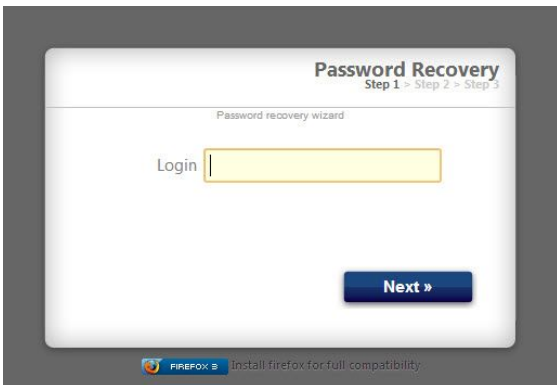 Password Recovery
Step 1 > Step 2 > Step 3
Password recovery wizard
Login
Next »
FIREFOX 3 Install firefox for full compatibility